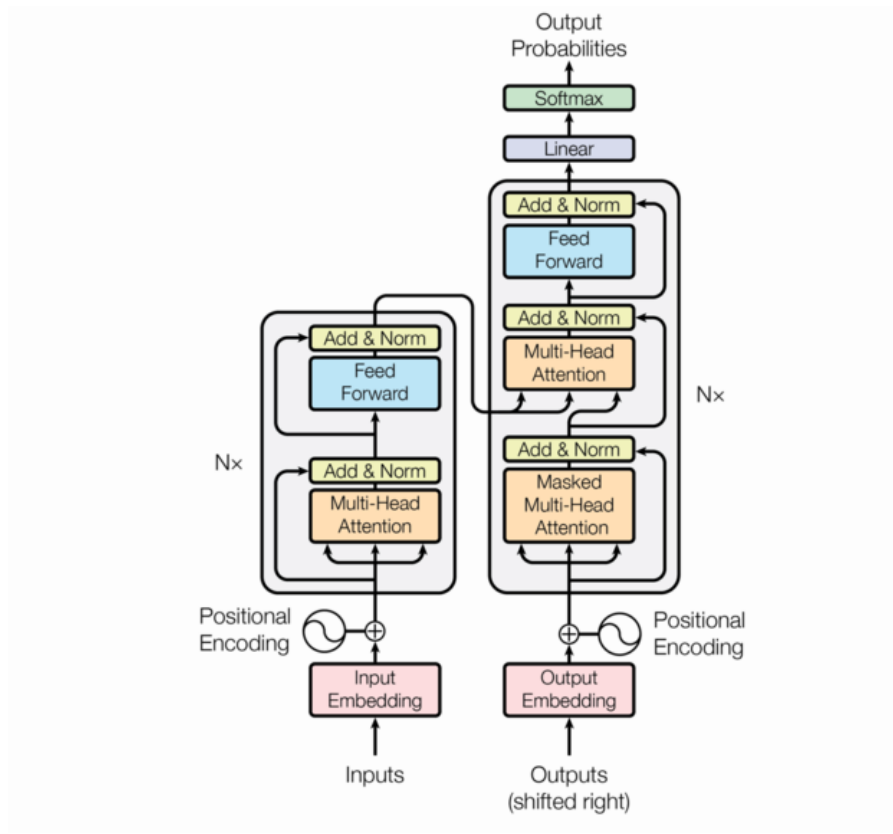 Output
Probabilities
Softmax
Linear
Add & Norm
Feed
Forward
Add & Norm
Multi-Head
Attention
N×
Add & Norm
Masked
Multi-Head
Attention
Add & Norm
Feed
Forward
N×
Add & Norm
Multi-Head
Attention
Positional
Encoding
Positional
Encoding
Input
Embedding
Output
Embedding
Inputs
Outputs
(shifted right)